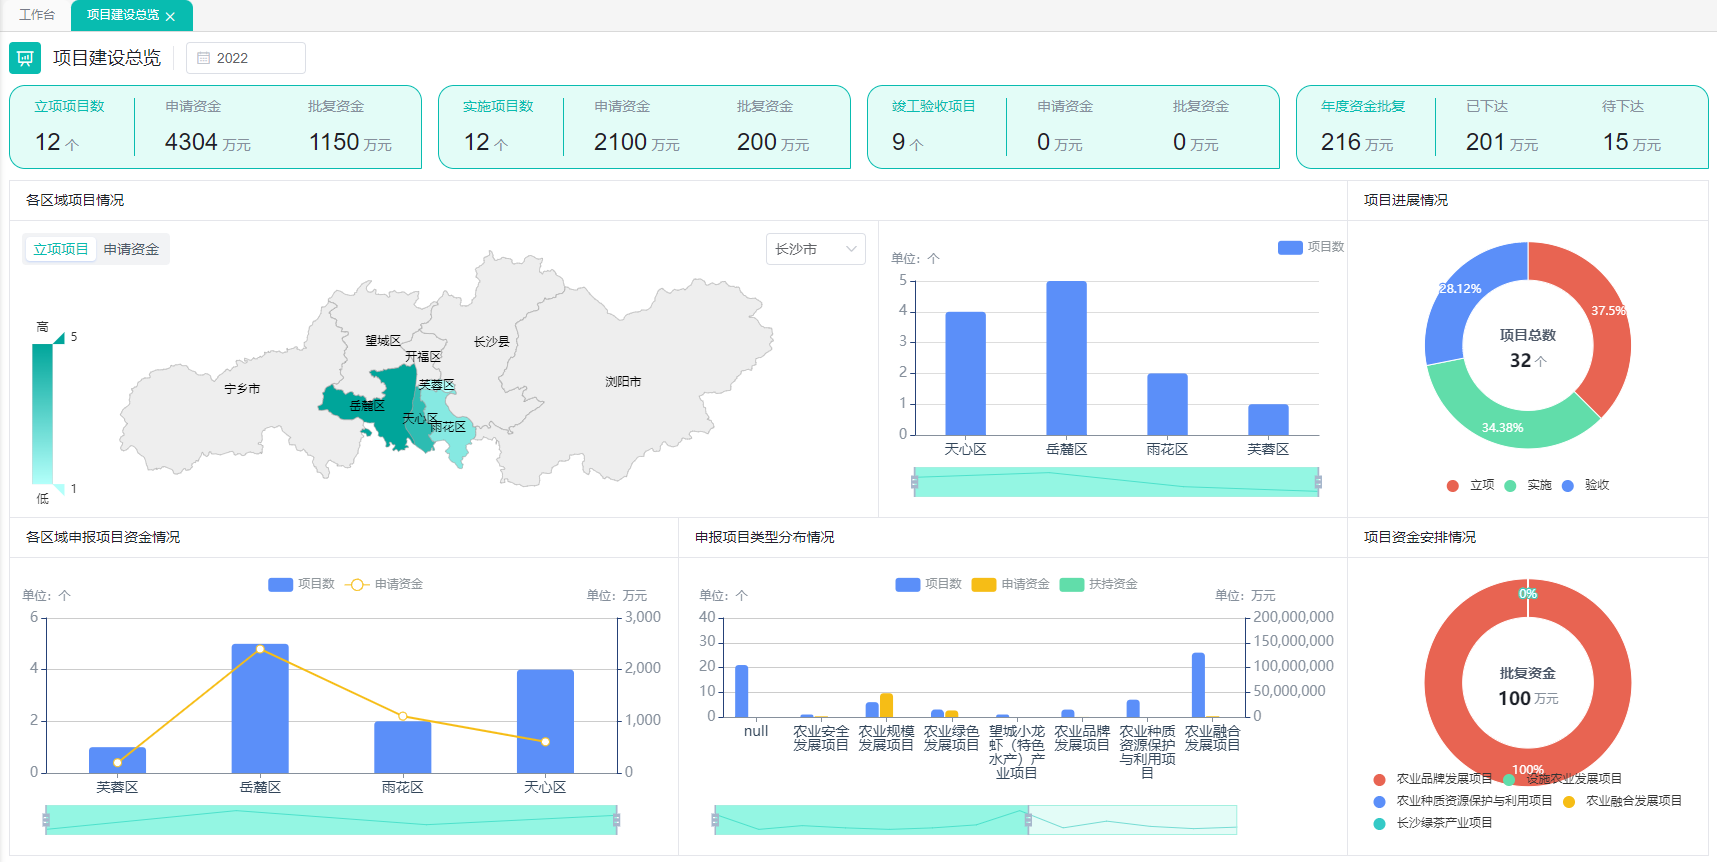 工作台
项目建设总览
项目建设总览
2022
立项项目数 申请资金 批复资金
12 个 4304 万元 1150 万元
实施项目数 申请资金 批复资金
12 个 2100 万元 200 万元
竣工验收项目 申请资金 批复资金
9 个 0 万元 0 万元
年度资金批复 已下达 待下达
216 万元 201 万元 15 万元
各区域项目情况
立项项目 申请资金
长沙市
高
5
1
低
望城区
长沙县
开福区
宁乡市
芙蓉区
浏阳市
岳麓区
天心区
雨花区
单位：个
项目数
5
4
3
2
1
0
天心区 岳麓区 雨花区 芙蓉区
项目进展情况
28.12%
37.5%
34.38%
项目总数
32 个
立项 实施 验收
各区域申报项目资金情况
项目数 申请资金
单位：个 单位：万元
6 3,000
4 2,000
2 1,000
0 0
芙蓉区 岳麓区 雨花区 天心区
申报项目类型分布情况
项目数 申请资金 扶持资金
单位：个 单位：万元
40 200,000,000
30 150,000,000
20 100,000,000
10 50,000,000
0 0
null
农业安全
发展项目
农业规模
发展项目
农业绿色
发展项目
望城小龙
虾（特色
水产）产
业项目
农业品牌
发展项目
农业种质
资源保护
与利用项
目
农业融合
发展项目
项目资金安排情况
0%
批复资金
100 万元
100%
农业品牌发展项目 设施农业发展项目
农业种质资源保护与利用项目 农业融合发展项目
长沙绿茶产业项目